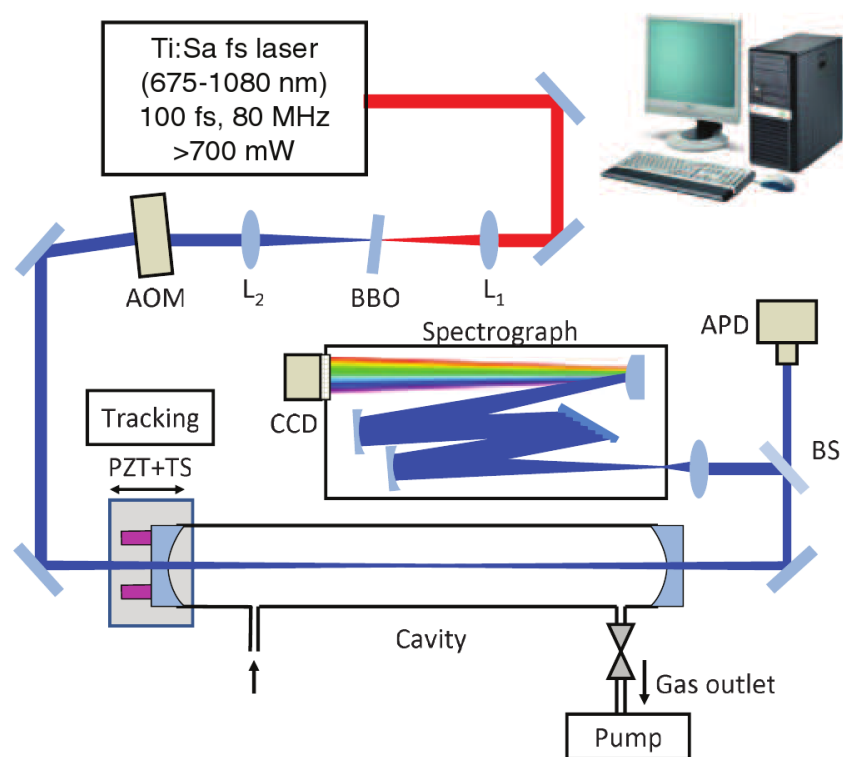 Ti:Sa fs laser
(675-1080 nm)
100 fs, 80 MHz
>700 mW
AOM
L2
BBO
L1
Spectrograph
APD
CCD
BS
Tracking
PZT+TS
Cavity
Gas outlet
Pump